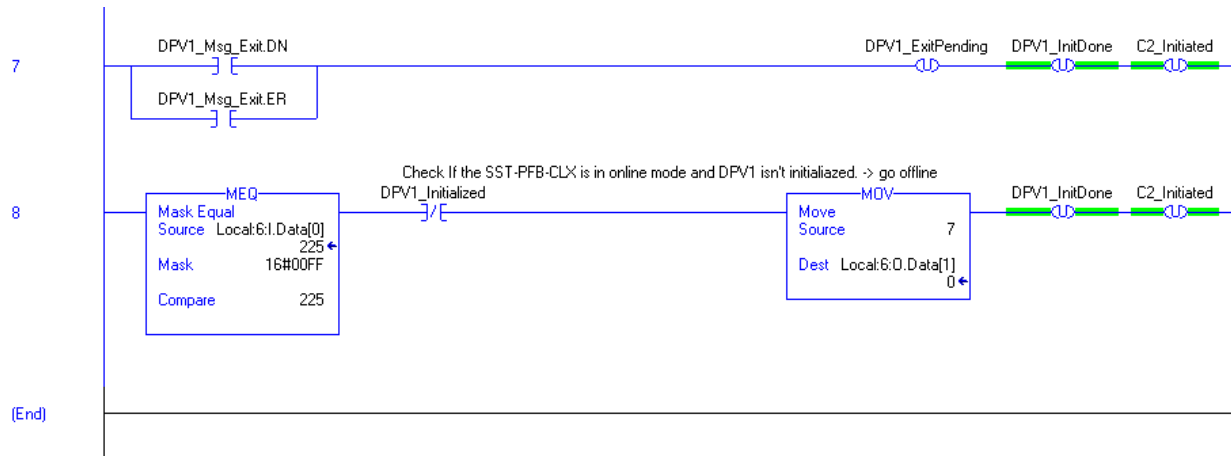 DPV1_Msg_Exit.DN DPV1_ExitPending DPV1_InitDone C2_Initiated
7
U U U
DPV1_Msg_Exit.ER
Check If the SST-PFB-CLX is in online mode and DPV1 isn't initialiazed. -> go offline
MEQ DPV1_Initialized MOV DPV1_InitDone C2_Initiated
8 Mask Equal Move U U
Source Local:6:I.Data[0] Source 7
225
Mask 16#00FF Dest Local:6:O.Data[1]
0
Compare 225
(End)